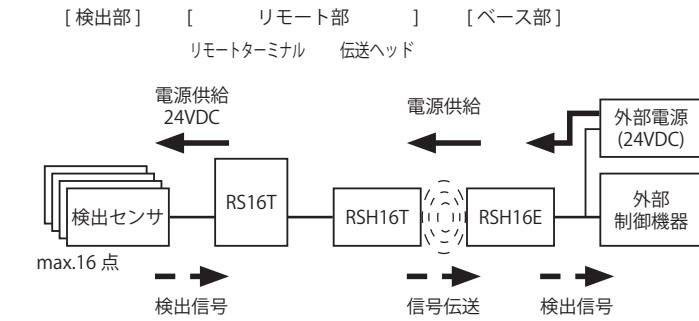 [検出部] [ リモート部 ] [ベース部]
リモートターミナル 伝送ヘッド
電源供給
24VDC
電源供給
外部電源
(24VDC)
検出センサ
RS16T
RSH16T
RSH16E
外部
制御機器
max.16 点
検出信号
信号伝送
検出信号